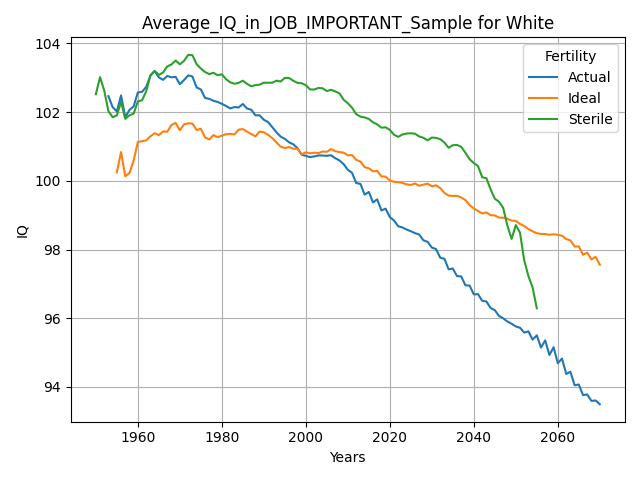 Average_IQ_in_JOB_IMPORTANT_Sample for White
Fertility
Actual
Ideal
Sterile
104
102
100
98
96
94
IQ
1960
1980
2000
2020
2040
2060
Years